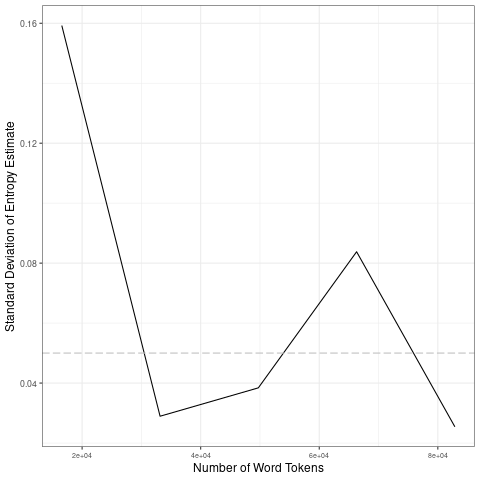 Standard Deviation of Entropy Estimate
0.16
0.12
0.08
0.04
2e+04 4e+04 6e+04 8e+04
Number of Word Tokens